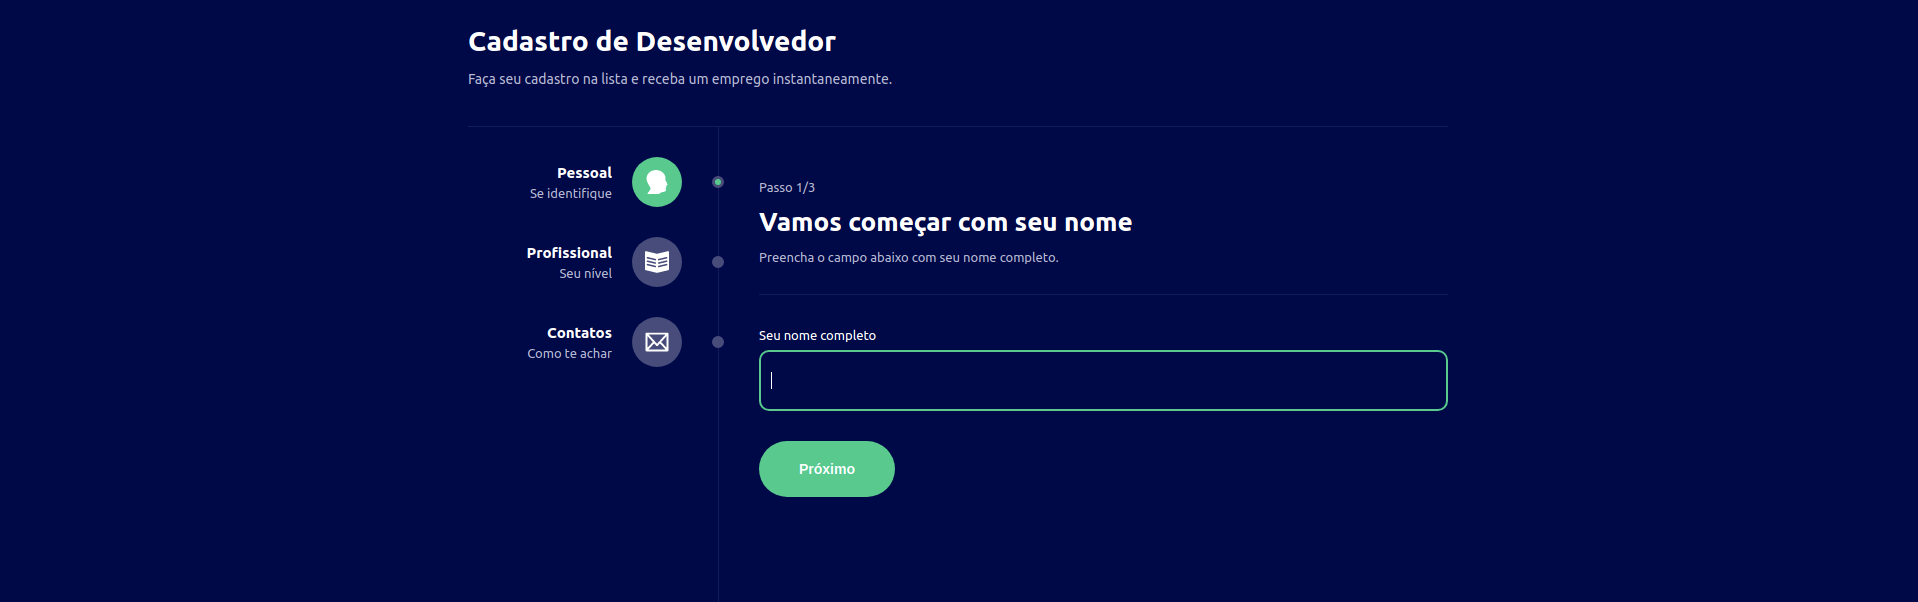 Cadastro de Desenvolvedor
Faça seu cadastro na lista e receba um emprego instantaneamente.
Pessoal
Se identifique
Profissional
Seu nível
Contatos
Como te achar
Passo 1/3
Vamos começar com seu nome
Preencha o campo abaixo com seu nome completo.
Seu nome completo
Próximo